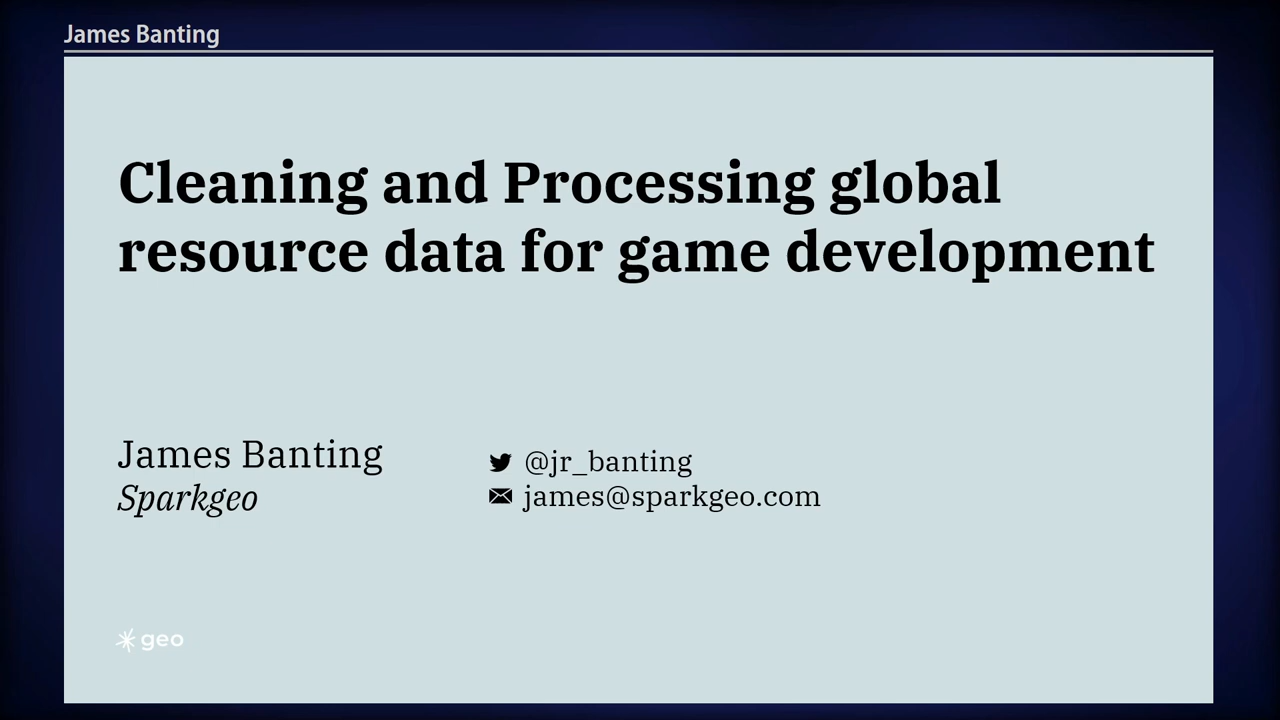 James Banting
Cleaning and Processing global
resource data for game development
James Banting
Sparkgeo
@jr_banting
james@sparkgeo.com
geo